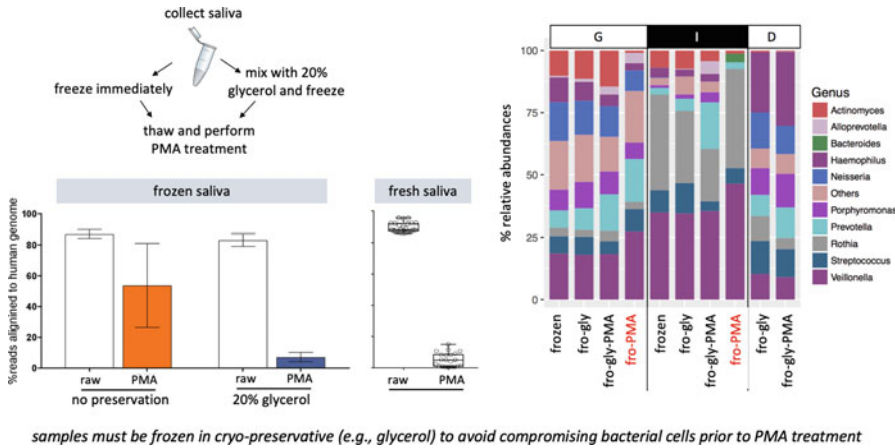 collect saliva
freeze immediately
mix with 20%
glycerol and freeze
thaw and perform
PMA treatment
frozen saliva
fresh saliva
%reads alignined to human genome
100
80
60
40
20
0
raw
PMA
raw
PMA
no preservation
20% glycerol
raw
PMA
G
I
D
% relative abundances
100
75
50
25
0
frozen
fro-gly
fro-gly-PMA
fro-PMA
frozen
fro-gly
fro-gly-PMA
fro-PMA
fro-gly
fro-gly-PMA
Genus
Actinomyces
Alloprevotella
Bacteroides
Haemophilus
Neisseria
Others
Porphyromonas
Prevotella
Rothia
Streptococcus
Veillonella
samples must be frozen in cryo-preservative (e.g., glycerol) to avoid compromising bacterial cells prior to PMA treatment